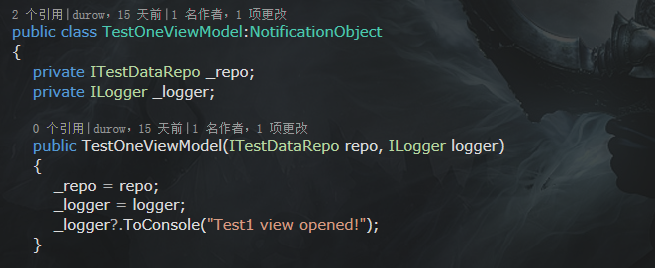 2 个引用|durow，15 天前|1 名作者，1 项更改
public class TestOneViewModel:NotificationObject
{
private ITestDataRepo _repo;
private ILogger _logger;
0 个引用|durow，15 天前|1 名作者，1 项更改
public TestOneViewModel(ITestDataRepo repo, ILogger logger)
{
_repo = repo;
_logger = logger;
_logger?.ToConsole("Test1 view opened!");
}